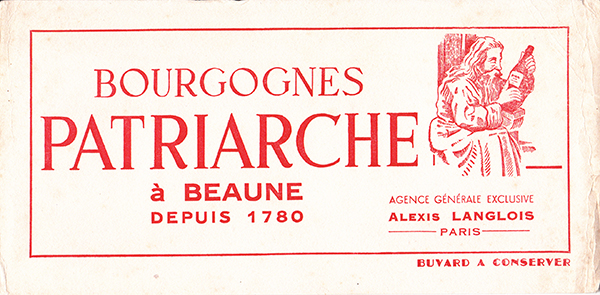 BOURGOGNES
PATRIARCHE
à BEAUNE
DEPUIS 1780
AGENCE GÉNÉRALE EXCLUSIVE
ALEXIS LANGLOIS
PARIS
BUVARD A CONSERVER